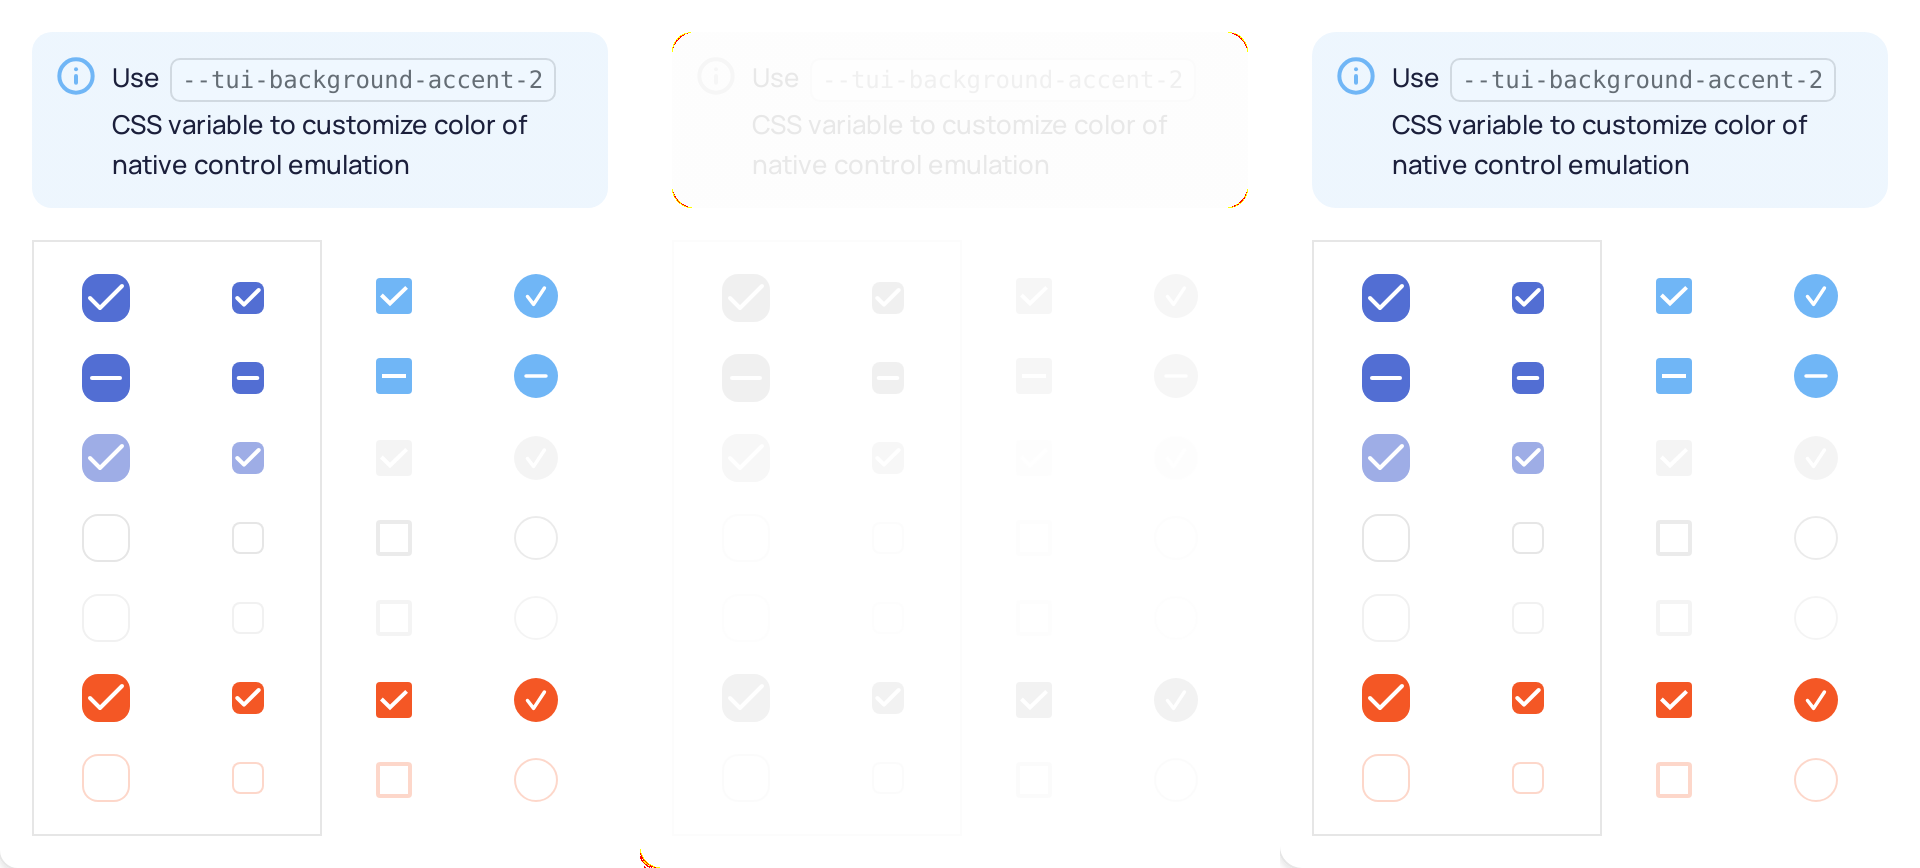 Use --tui-background-accent-2
CSS variable to customize color of
native control emulation
Use --tui-background-accent-2
CSS variable to customize color of
native control emulation
Use --tui-background-accent-2
CSS variable to customize color of
native control emulation